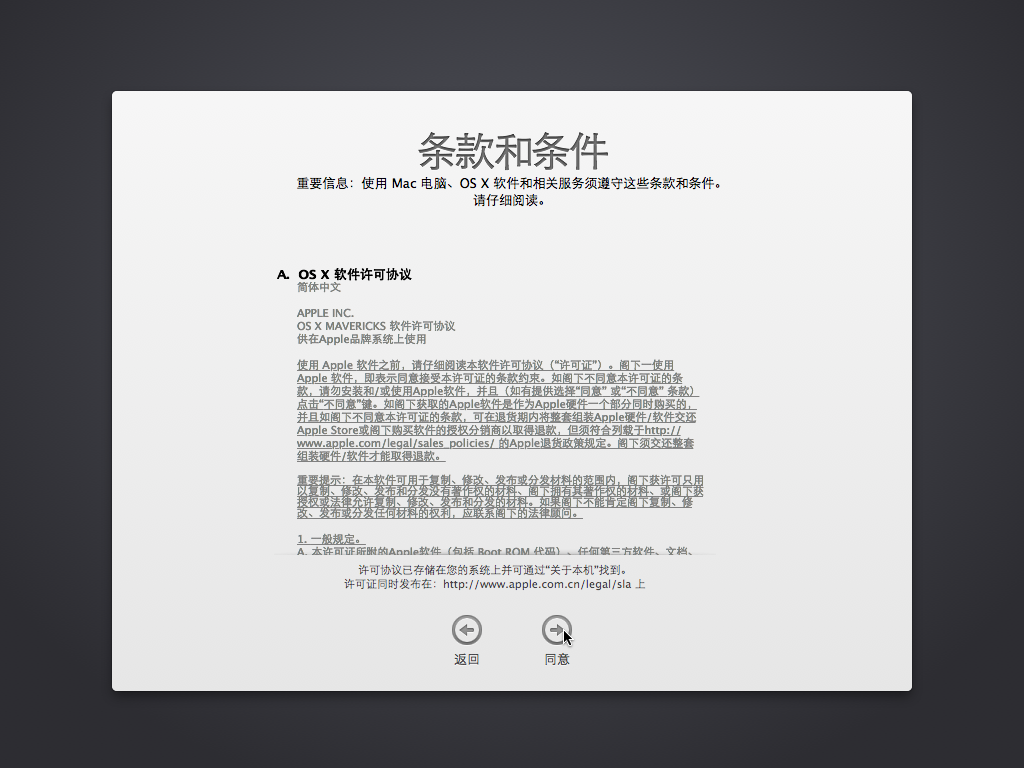 条款和条件
重要信息：使用 Mac 电脑、OS X 软件和相关服务须遵守这些条款和条件。
请仔细阅读。
A. OS X 软件许可协议
简体中文
APPLE INC.
OS X MAVERICKS 软件许可协议
供在Apple品牌系统上使用
使用 Apple 软件之前，请仔细阅读本软件许可协议（“许可证”）。阁下一使用
Apple 软件，即表示同意接受本许可证的条款约束。如阁下不同意本许可证的条
款，请勿安装和/或使用Apple软件，并且（如有提供选择“同意” 或“不同意” 条款）
点击“不同意”键。如阁下获取的Apple软件是作为Apple硬件一个部分同时购买的，
并且如阁下不同意本许可证的条款，可在退货期内将整套组装Apple硬件/软件交还
Apple Store或阁下购买软件的授权分销商以取得退款，但须符合列载于http://
www.apple.com/legal/sales_policies/ 的Apple退货政策规定。阁下须交还整套
组装硬件/软件才能取得退款。
重要提示：在本软件可用于复制、修改、发布或分发材料的范围内，阁下获许可只用
以复制、修改、发布和分发没有著作权的材料、阁下拥有其著作权的材料、或阁下获
授权或法律允许复制、修改、发布和分发的材料。如果阁下不能肯定阁下复制、修
改、发布或分发任何材料的权利，应联系阁下的法律顾问。
1. 一般规定。
A. 本许可证所附的Apple软件（包括 Boot ROM 代码）、任何第三方软件、文档、
许可协议已存储在您的系统上并可通过“关于本机”找到。
许可证同时发布在：http://www.apple.com.cn/legal/sla 上
返回
同意